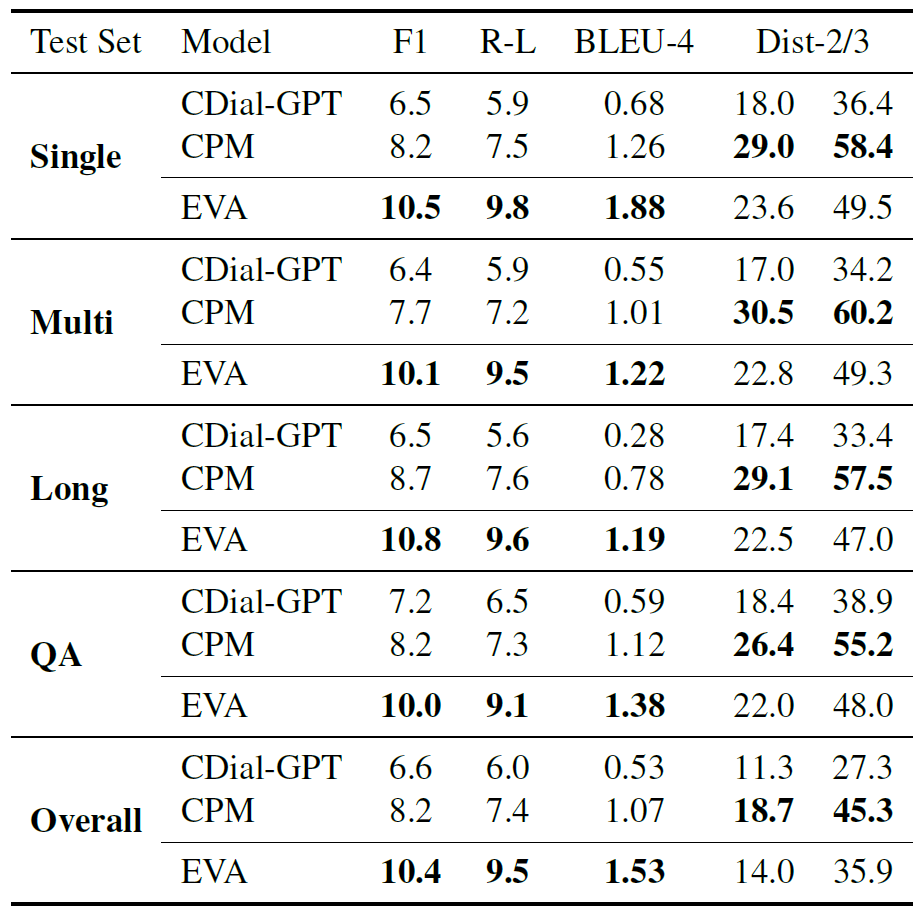 Test Set Model F1 R-L BLEU-4 Dist-2/3
Single
CDial-GPT 6.5 5.9 0.68 18.0 36.4
CPM 8.2 7.5 1.26 29.0 58.4
EVA 10.5 9.8 1.88 23.6 49.5
Multi
CDial-GPT 6.4 5.9 0.55 17.0 34.2
CPM 7.7 7.2 1.01 30.5 60.2
EVA 10.1 9.5 1.22 22.8 49.3
Long
CDial-GPT 6.5 5.6 0.28 17.4 33.4
CPM 8.7 7.6 0.78 29.1 57.5
EVA 10.8 9.6 1.19 22.5 47.0
QA
CDial-GPT 7.2 6.5 0.59 18.4 38.9
CPM 8.2 7.3 1.12 26.4 55.2
EVA 10.0 9.1 1.38 22.0 48.0
Overall
CDial-GPT 6.6 6.0 0.53 11.3 27.3
CPM 8.2 7.4 1.07 18.7 45.3
EVA 10.4 9.5 1.53 14.0 35.9